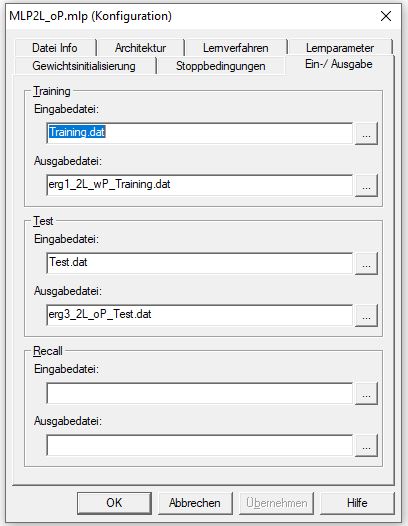 MLP2L_oP.mlp (Konfiguration)
Datei Info Architektur Lernverfahren Lernparameter
Gewichtsinitialisierung Stoppbedingungen Ein-/ Ausgabe
Training
Eingabedatei:
Training.dat ...
Ausgabedatei:
erg1_2L_wP_Training.dat ...
Test
Eingabedatei:
Test.dat ...
Ausgabedatei:
erg3_2L_oP_Test.dat ...
Recall
Eingabedatei:
...
Ausgabedatei:
...
OK Abbrechen Übernehmen Hilfe